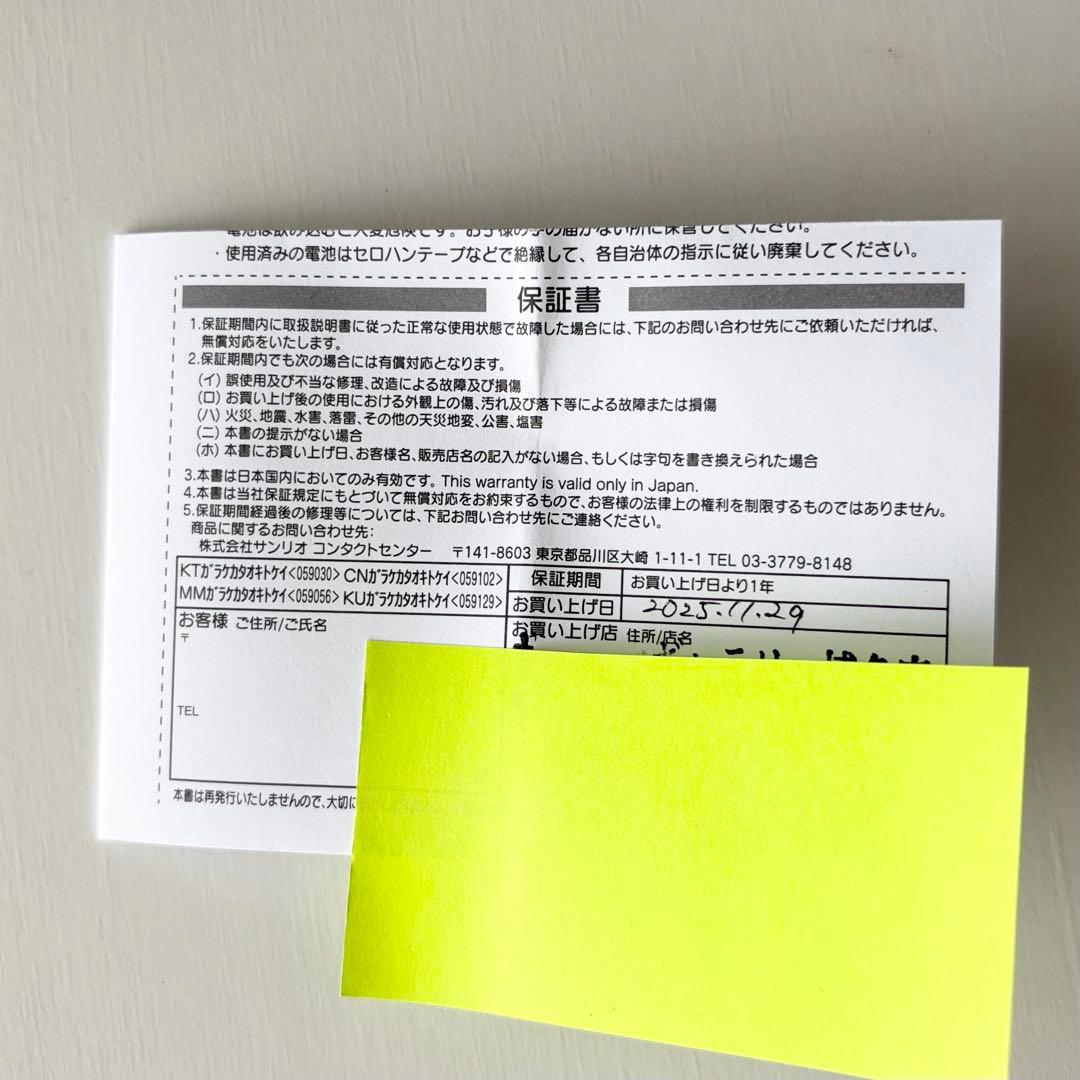 電池は飲み込むと大変危険です。お子様の手の届かない所に保管してください。
・使用済みの電池はセロハンテープなどで絶縁して、各自治体の指示に従い廃棄してください。
保証書
1.保証期間内に取扱説明書に従った正常な使用状態で故障した場合には、下記のお問い合わせ先にご依頼いただければ、
無償対応をいたします。
2.保証期間内でも次の場合には有償対応となります。
(イ) 誤使用及び不当な修理、改造による故障及び損傷
(ロ) お買い上げ後の使用における外観上の傷、汚れ及び落下等による故障または損傷
(ハ) 火災、地震、水害、落雷、その他の天災地変、公害、塩害
(ニ) 本書の提示がない場合
(ホ) 本書にお買い上げ日、お客様名、販売店名の記入がない場合、もしくは字句を書き換えられた場合
3.本書は日本国内においてのみ有効です。This warranty is valid only in Japan.
4.本書は当社保証規定にもとづいて無償対応をお約束するもので、お客様の法律上の権利を制限するものではありません。
5.保証期間経過後の修理等については、下記お問い合わせ先にご連絡ください。
商品に関するお問い合わせ先:
株式会社サンリオ コンタクトセンター 〒141-8603 東京都品川区大崎 1-11-1 TEL 03-3779-8148
KTガラケカタオキトケイ<059030> CNガラケカタオキトケイ<059102>
MMガラケカタオキトケイ<059056> KUガラケカタオキトケイ<059129>
保証期間 お買い上げ日より1年
お買い上げ日 2025.11.29
お買い上げ店 住所/店名
お客様 ご住所/ご氏名
〒
TEL
本書は再発行いたしませんので、大切に